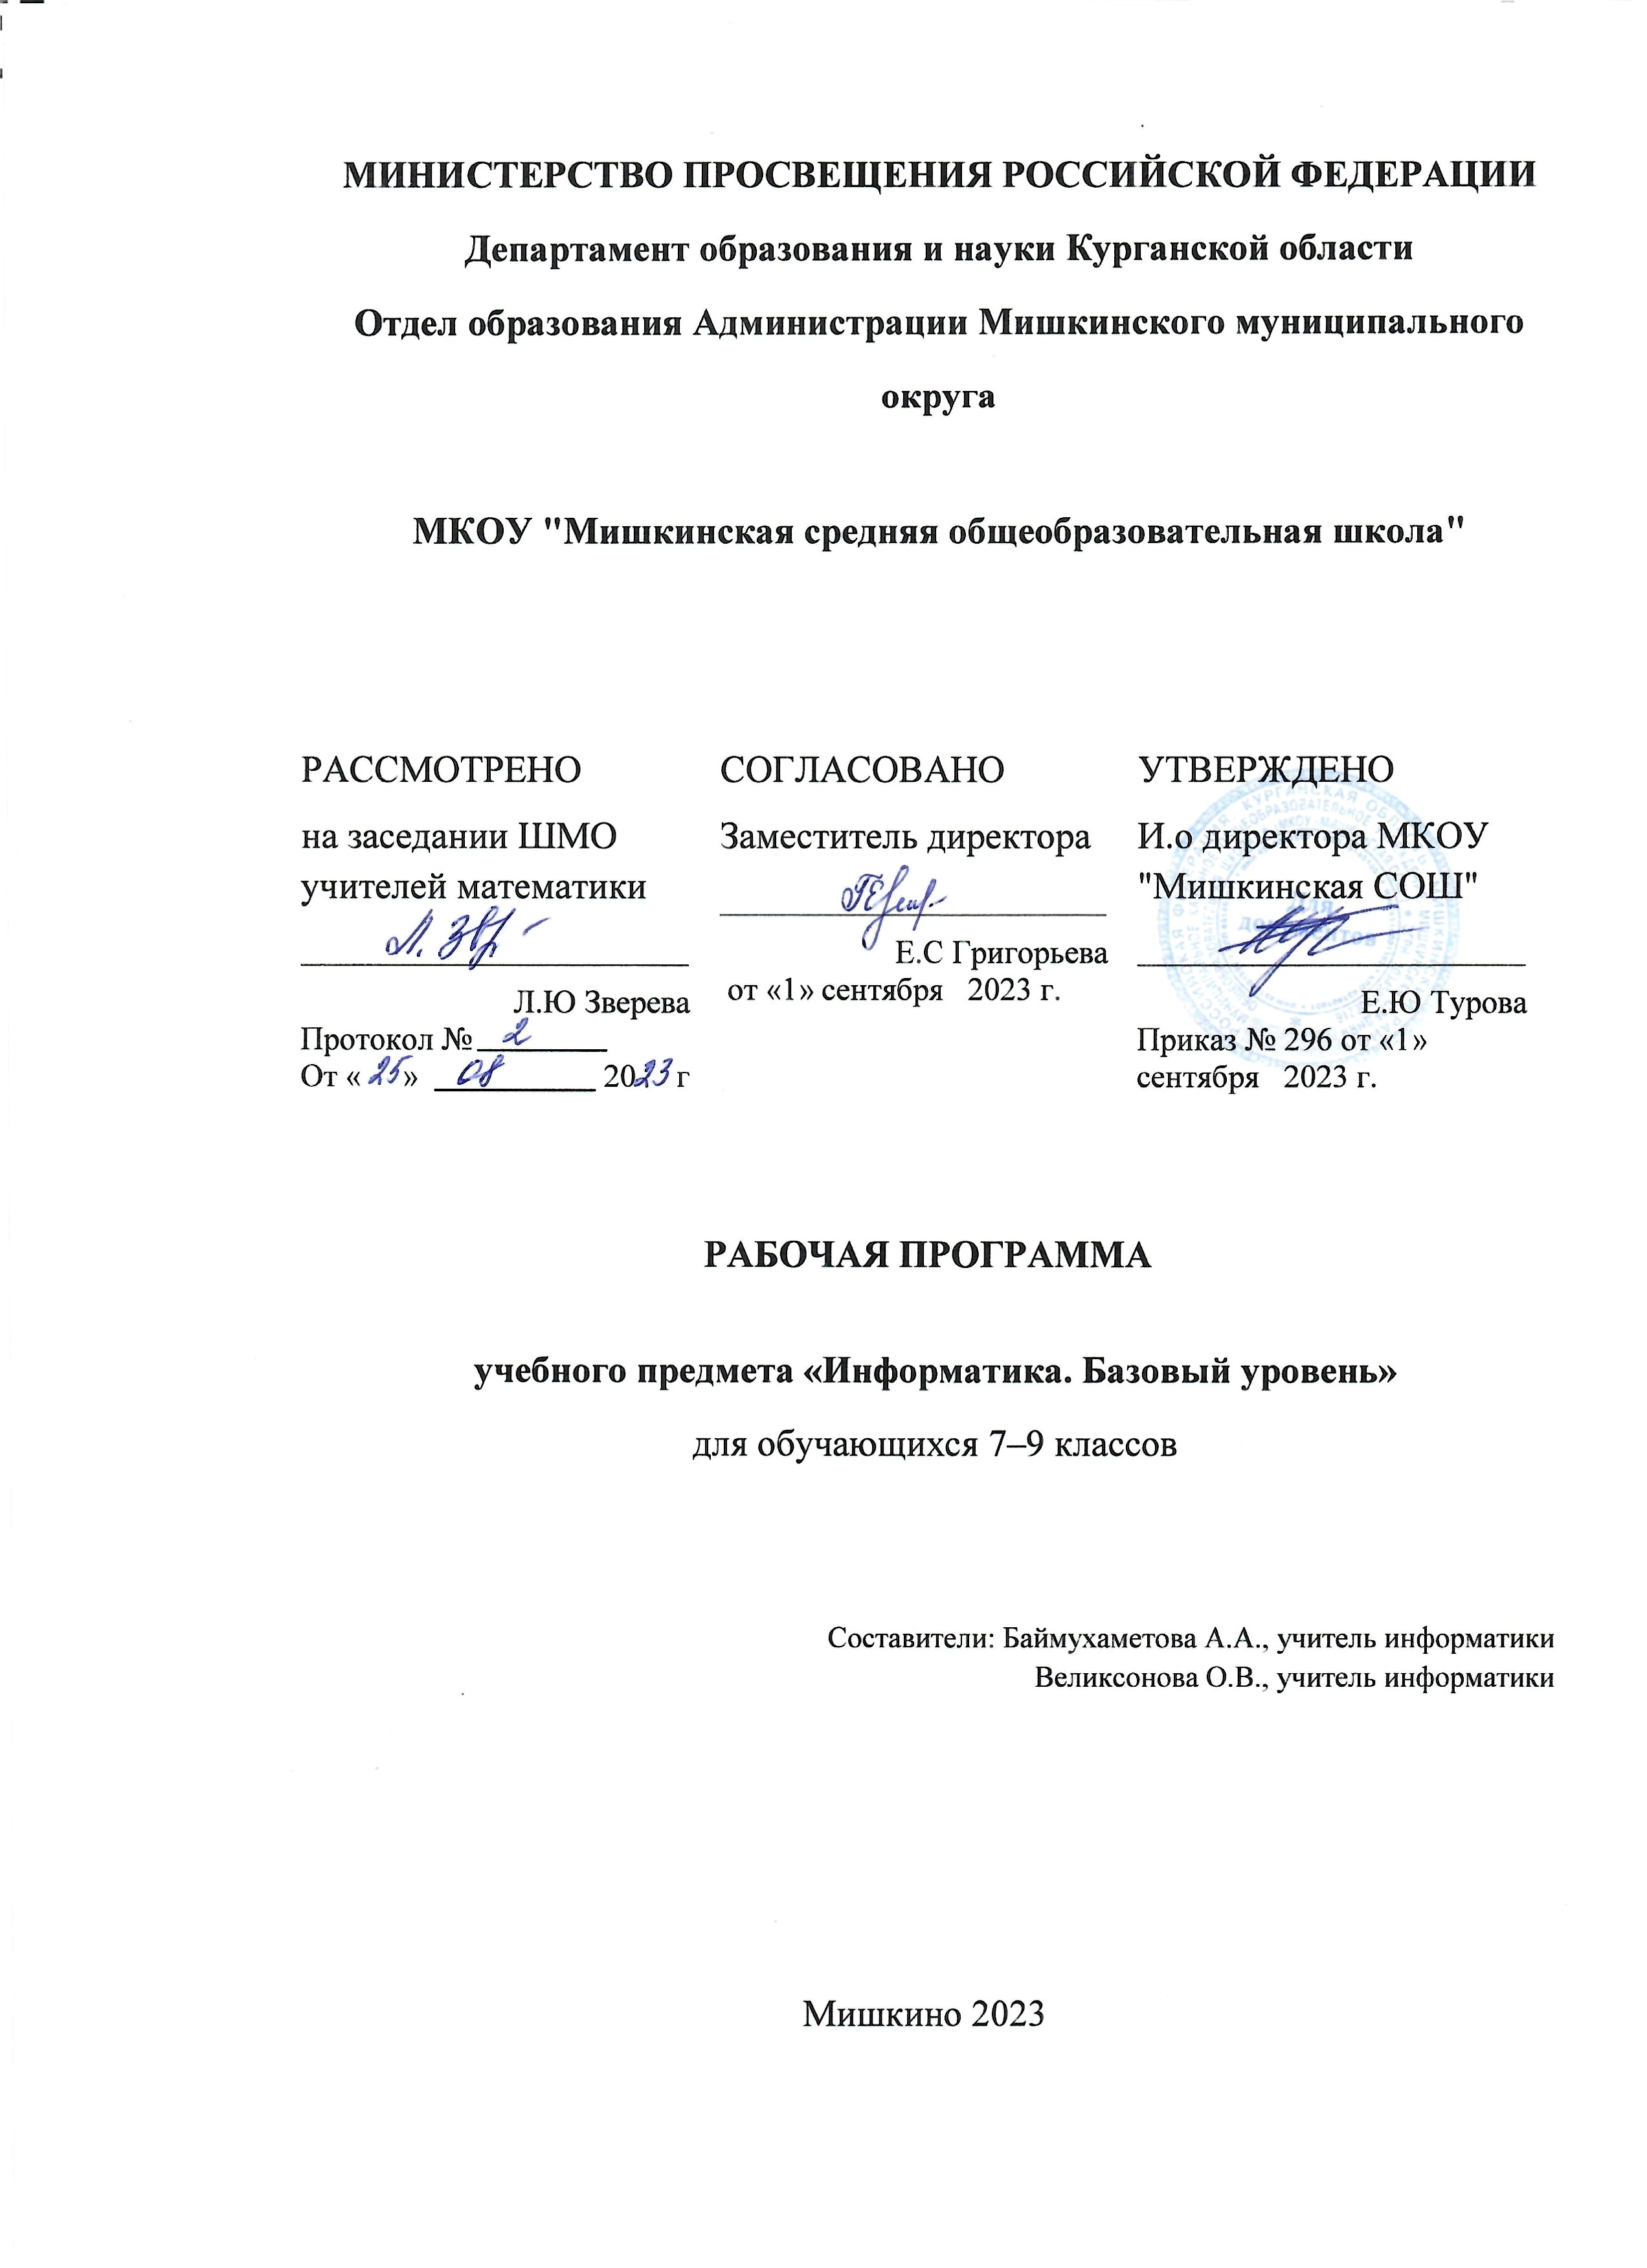 МИНИСТЕРСТВО ПРОСВЕЩЕНИЯ РОССИЙСКОЙ ФЕДЕРАЦИИ
Департамент образования и науки Курганской области
Отдел образования Администрации Мишкинского муниципального
округа
МКОУ "Мишкинская средняя общеобразовательная школа"
РАССМОТРЕНО
на заседании ШМО
учителей математики
Л. Зв
Л.Ю Зверева
Протокол № 2
От « 25» 08 2023 г
СОГЛАСОВАНО
Заместитель директора
Е.С Григорьева
от «1» сентября 2023 г.
УТВЕРЖДЕНО
И.о директора МКОУ
"Мишкинская СОШ"
Для
документов
Е.Ю Турова
Приказ № 296 от «1»
сентября 2023 г.
РАБОЧАЯ ПРОГРАММА
учебного предмета «Информатика. Базовый уровень»
для обучающихся 7–9 классов
Составители: Баймухаметова А.А., учитель информатики
Великсонова О.В., учитель информатики
Мишкино 2023